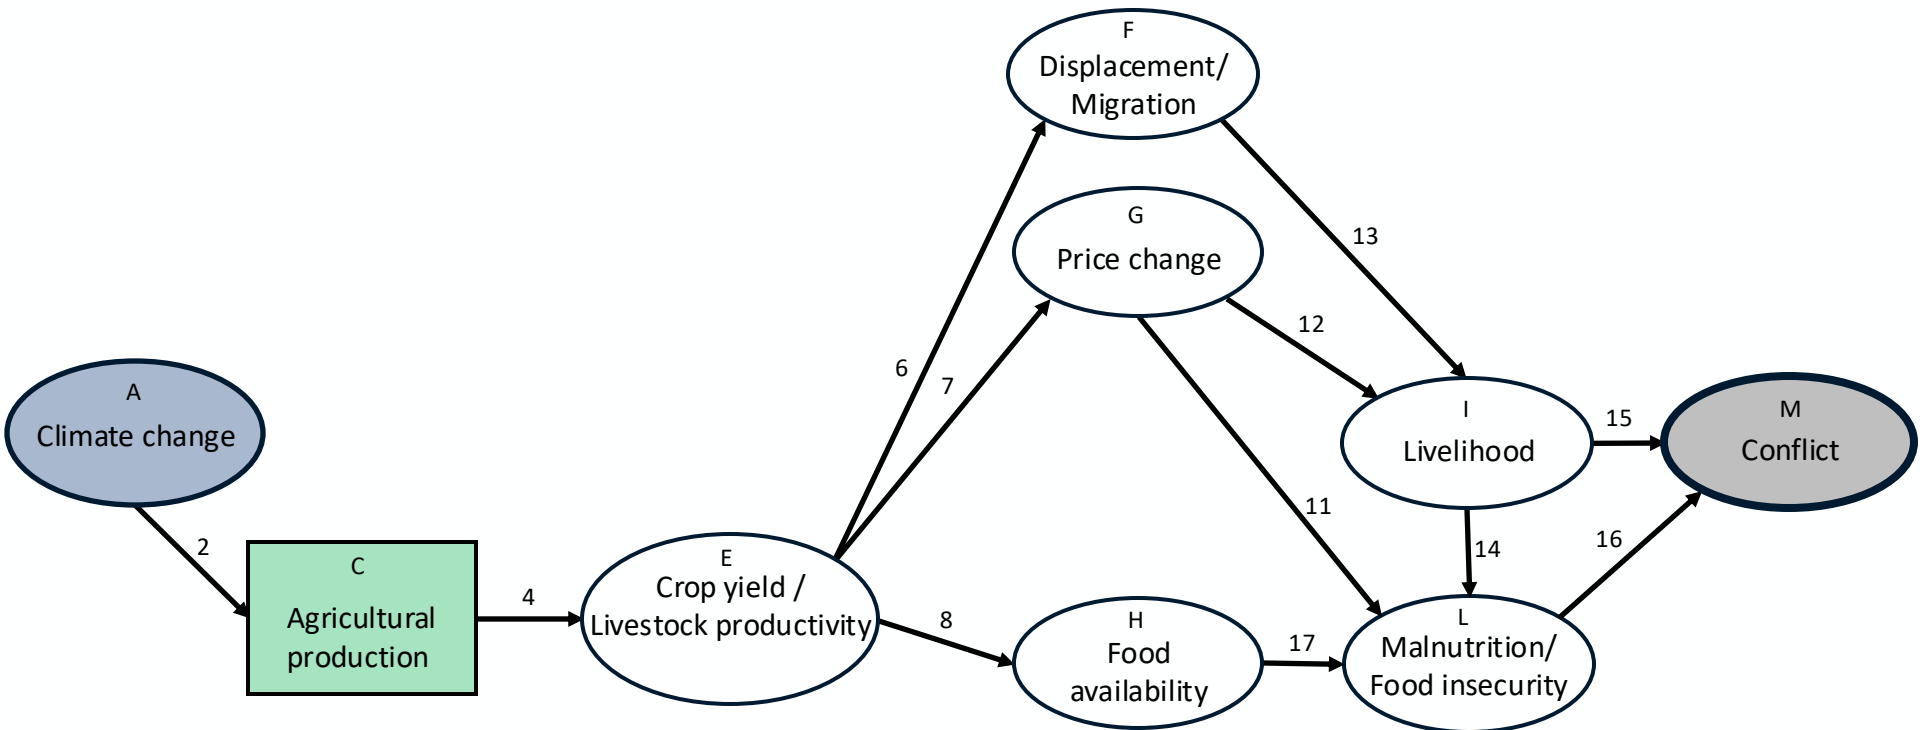 F
Displacement/
Migration
G
Price change
13
12
6
7
A
Climate change
I
Livelihood
15
M
Conflict
11
2
C
Agricultural
production
4
E
Crop yield /
Livestock productivity
8
H
Food
availability
17
14
16
L
Malnutrition/
Food insecurity